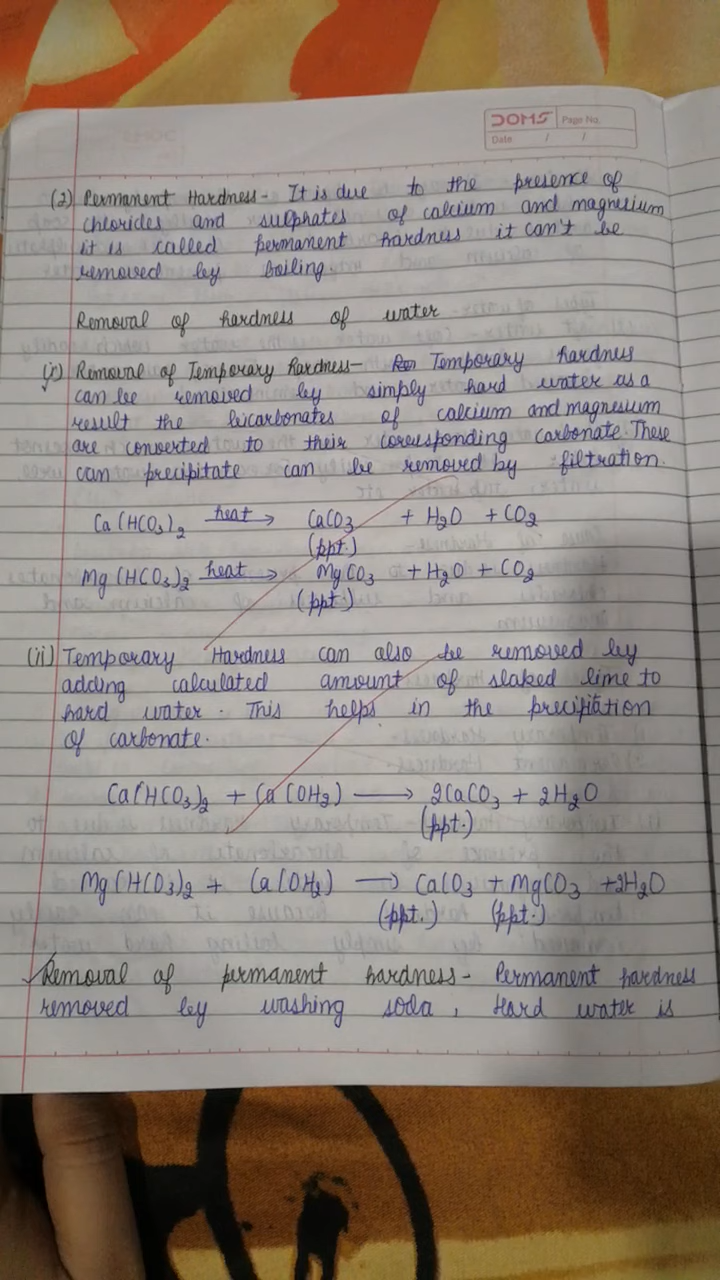 DOMS Page No.
Date / /
(2) Permanent Hardness - It is due to the presence of
chlorides and sulphates of calcium and magnesium
it is called permanent hardness it can't be
removed by boiling
Removal of hardness of water
(i) Removal of Temporary hardness- Temporary hardness
can be removed by simply hard water as a
result the bicarbonates of calcium and magnesium
are converted to their corresponding carbonate. These
can precipitate can be removed by filtration.
Ca(HCO3)2 heat → CaCO3 + H2O + CO2
(ppt.)
Mg(HCO3)2 heat → MgCO3 + H2O + CO2
(ppt.)
(ii) Temporary Hardness can also be removed by
adding calculated amount of slaked lime to
hard water. This helps in the precipitation
of carbonate.
Ca(HCO3)2 + Ca(OH2) → 2CaCO3 + 2H2O
(ppt.)
Mg(HCO3)2 + Ca(OH2) → CaCO3 + MgCO3 + 2H2O
(ppt.) (ppt.)
Removal of permanent hardness - Permanent hardness
removed by washing soda, Hard water is